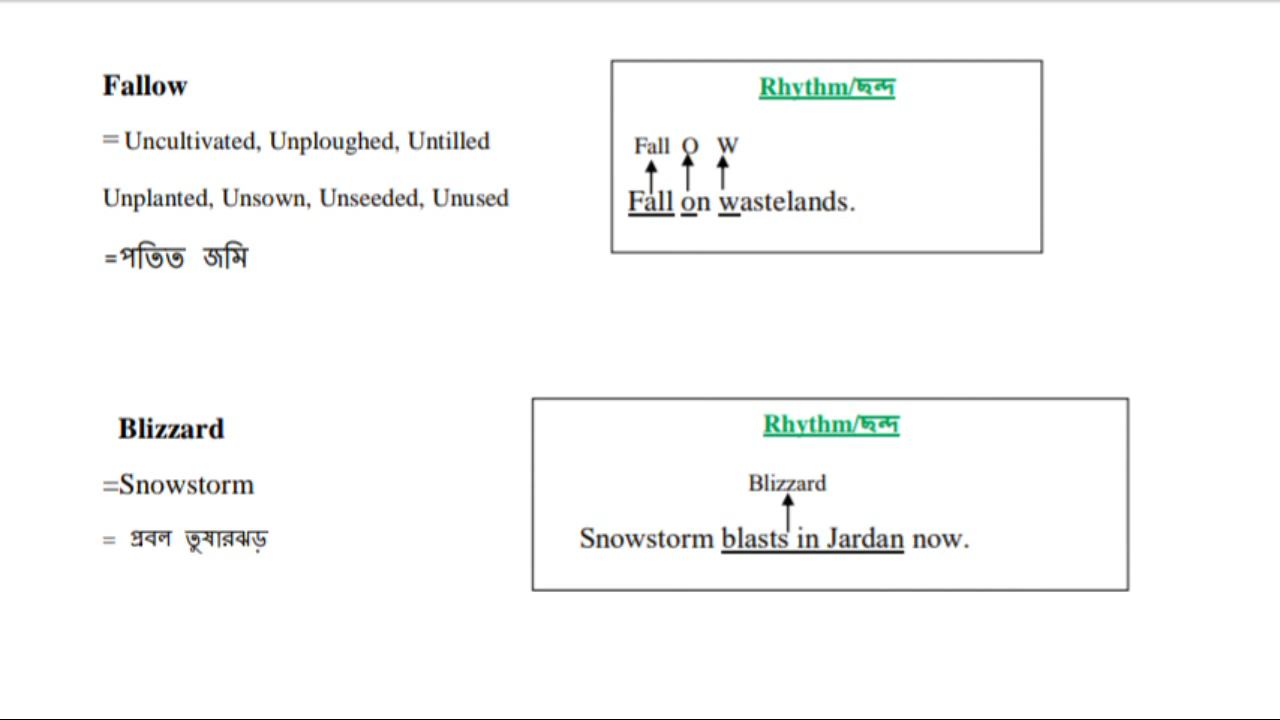 Fallow
= Uncultivated, Unploughed, Untilled
Unplanted, Unsown, Unseeded, Unused
=পতিত জমি
Rhythm/ছন্দ
Fall O W
Fall on wastelands.
Blizzard
=Snowstorm
= প্রবল তুষারঝড়
Rhythm/ছন্দ
Blizzard
Snowstorm blasts in Jardan now.